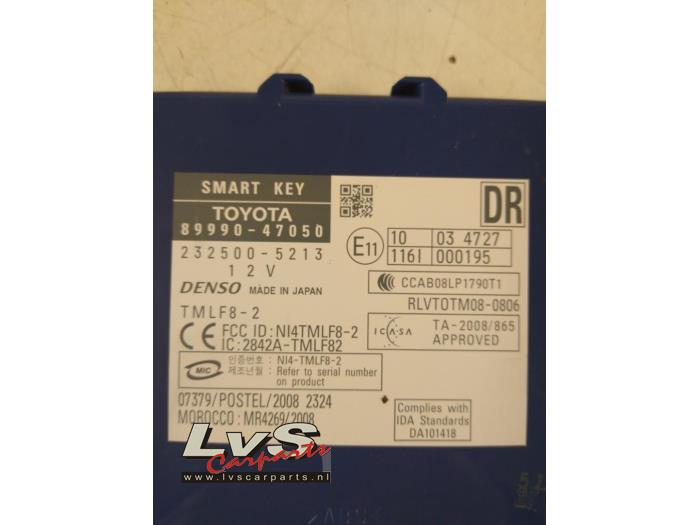 SMART KEY
TOYOTA
89990-47050
232500-5213
12V
DENSO MADE IN JAPAN
DR
E11
10 03 4727
116I 000195
CCAB08LP1790T1
RLVTOTM08-0806
TMLF8-2
CE FCC ID: NI4TMLF8-2
IC: 2842A-TMLF82
ICASA
TA-2008/865
APPROVED
MIC
인증번호: NI4-TMLF8-2
제조년월: Refer to serial number
on product
07379/POSTEL/2008 2324
MOROCCO: MR4269/2008
Complies with
IDA Standards
DA101418
LvS
Carparts
www.lvscarparts.nl